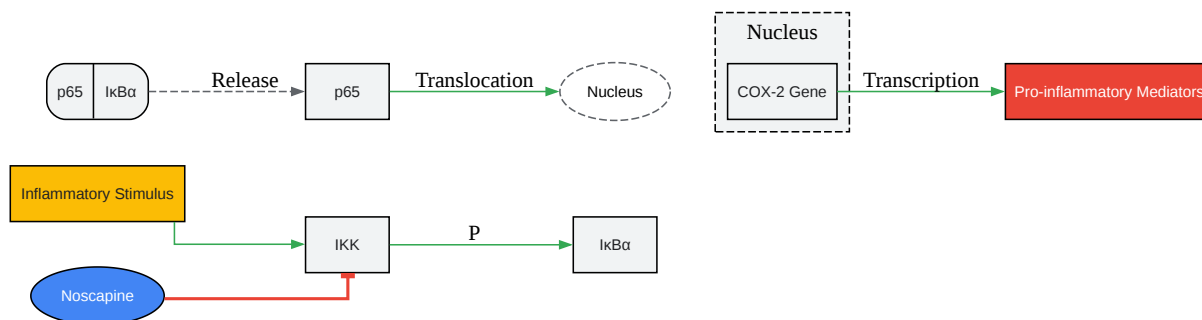 Nucleus
p65
IκBα
Release
p65
Translocation
Nucleus
COX-2 Gene
Transcription
Pro-inflammatory Mediators
Inflammatory Stimulus
IKK
P
IκBα
Noscapine